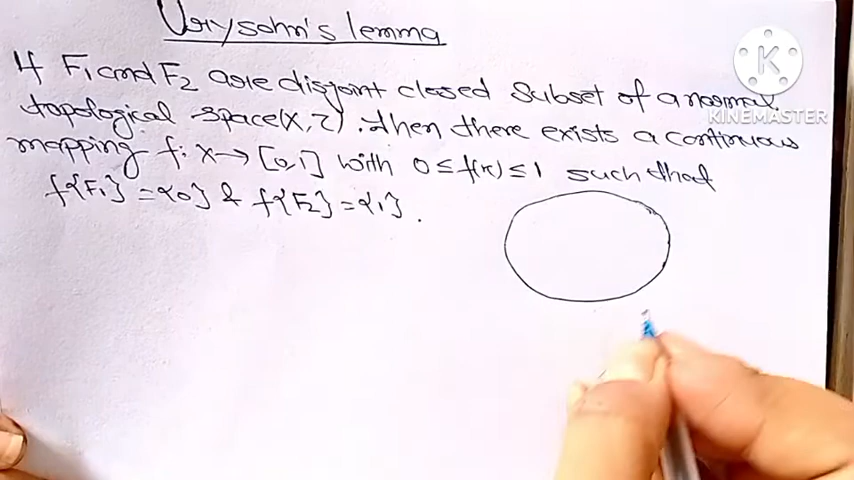 Urysohn's lemma
If F₁ and F₂ are disjoint closed subset of a normal
topological space (X, τ). Then there exists a continuous
mapping f: X → [0,1] with 0 ≤ f(x) ≤ 1 such that
f{F₁} = {0} & f{F₂} = {1}.
K
KINEMASTER